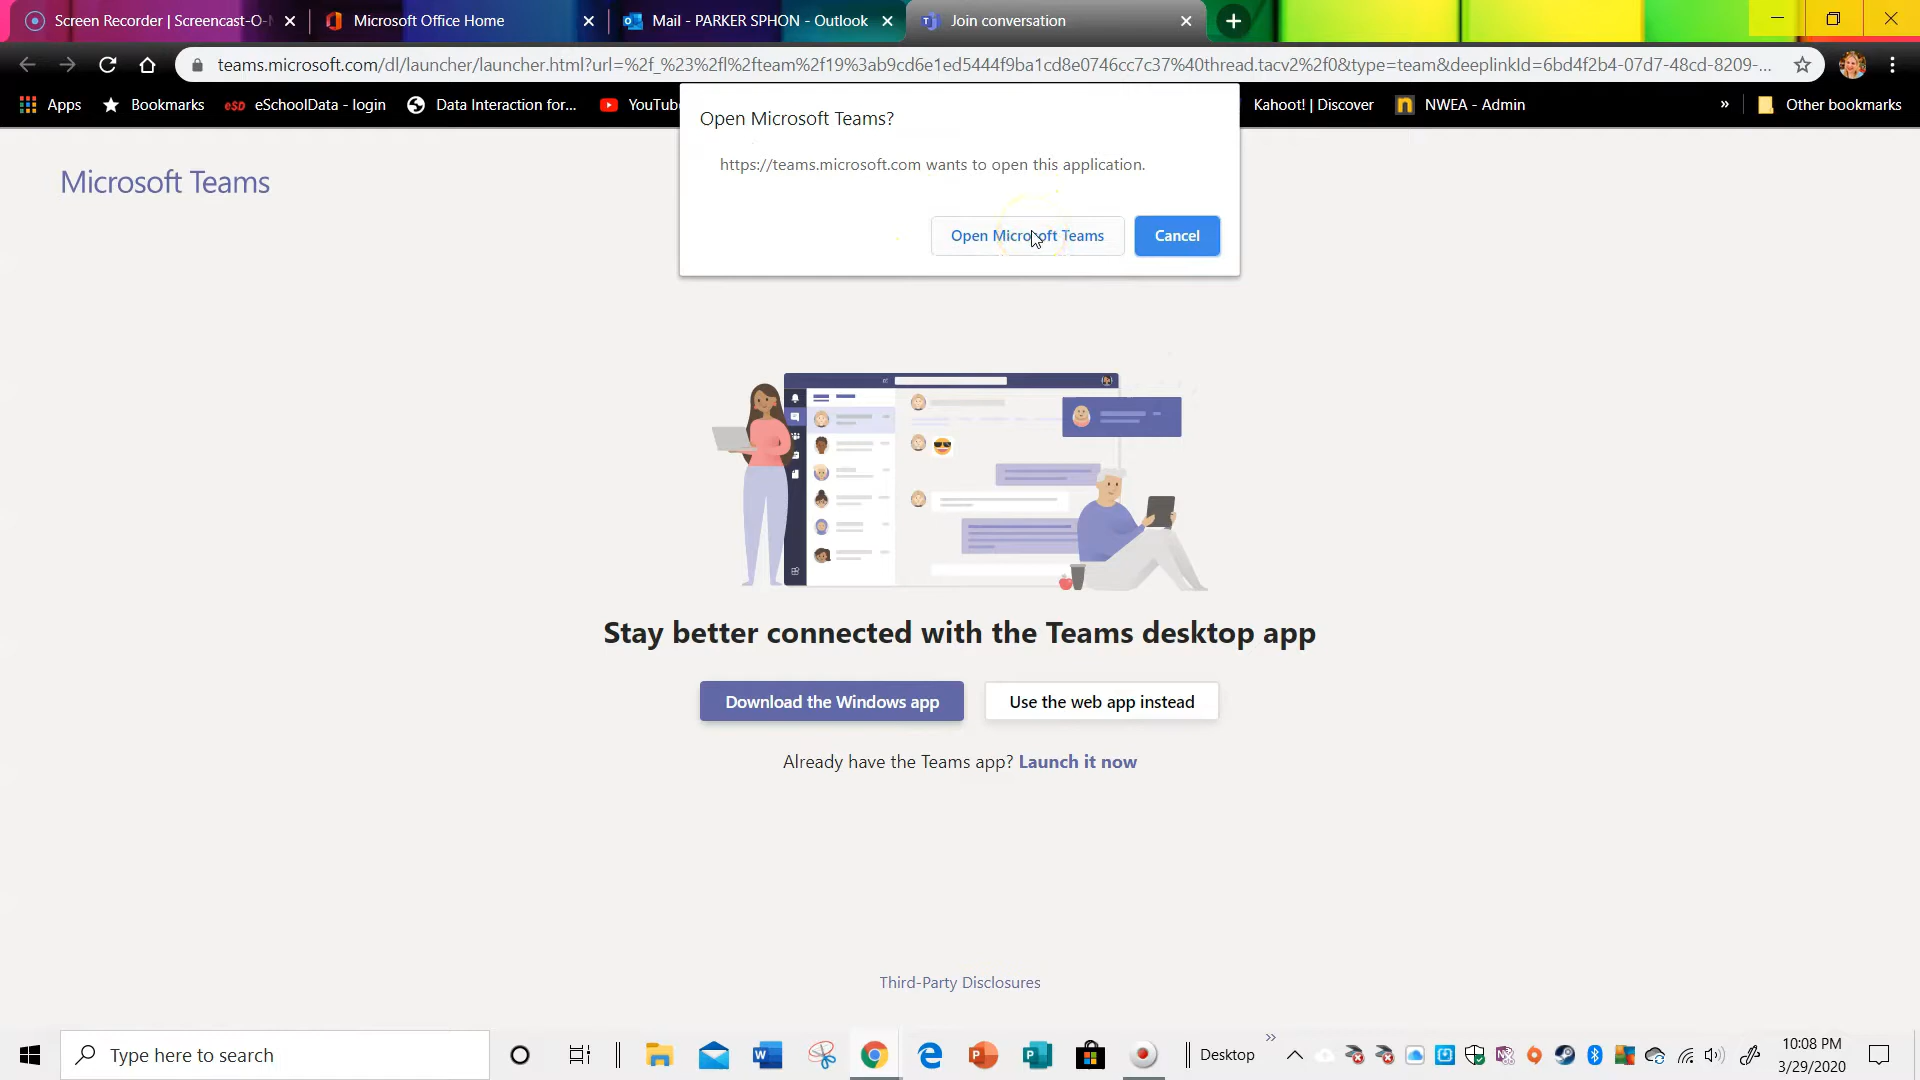 Screen Recorder | Screencast-O-
Microsoft Office Home
Mail - PARKER SPHON - Outlook
Join conversation
teams.microsoft.com/dl/launcher/launcher.html?url=%2f_%23%2fl%2fteam%2f19%3ab9cd6e1ed5444f9ba1cd8e0746cc7c37%40thread.tacv2%2f0&type=team&deeplinkId=6bd4f2b4-07d7-48cd-8209-...
Apps
Bookmarks
eSD eSchoolData - login
Data Interaction for...
YouTube
Kahoot! | Discover
NWEA - Admin
»
Other bookmarks
Open Microsoft Teams?
https://teams.microsoft.com wants to open this application.
Open Microsoft Teams
Cancel
Microsoft Teams
Stay better connected with the Teams desktop app
Download the Windows app
Use the web app instead
Already have the Teams app? Launch it now
Third-Party Disclosures
Type here to search
Desktop
10:08 PM
3/29/2020